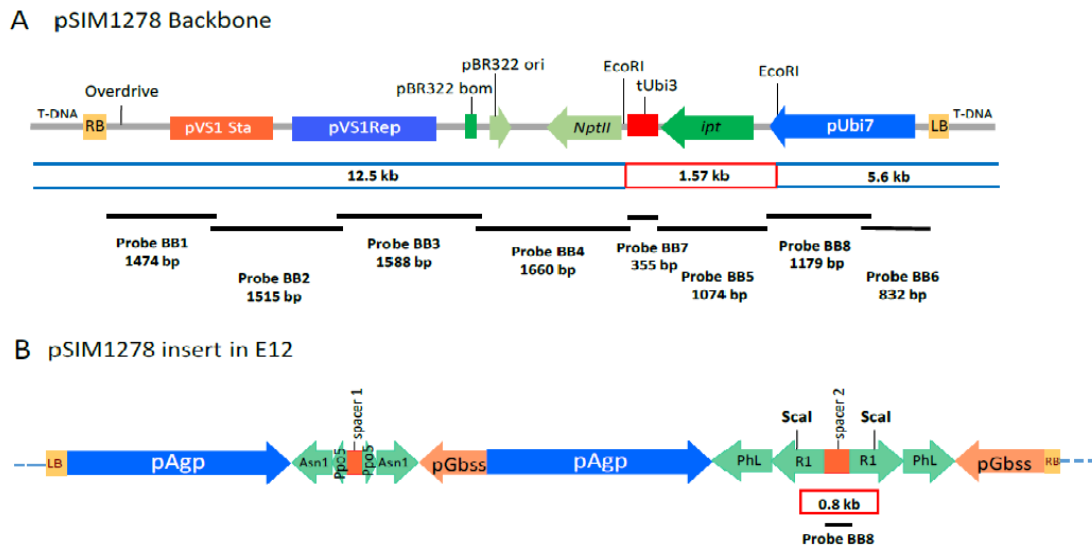 A pSIM1278 Backbone
pBR322 ori
EcoRI
tUbi3
EcoRI
Overdrive
pBR322 bom
T-DNA
RB
pVS1 Sta
pVS1Rep
NptII
ipt
pUbi7
LB
T-DNA
12.5 kb
1.57 kb
5.6 kb
Probe BB1
1474 bp
Probe BB2
1515 bp
Probe BB3
1588 bp
Probe BB4
1660 bp
Probe BB7
355 bp
Probe BB5
1074 bp
Probe BB8
1179 bp
Probe BB6
832 bp
B pSIM1278 insert in E12
spacer 1
ScaI
spacer 2
ScaI
LB
pAgp
Asn1
Ppo5
Ppo5
Asn1
pGbss
pAgp
PhL
R1
R1
PhL
pGbss
RB
0.8 kb
Probe BB8